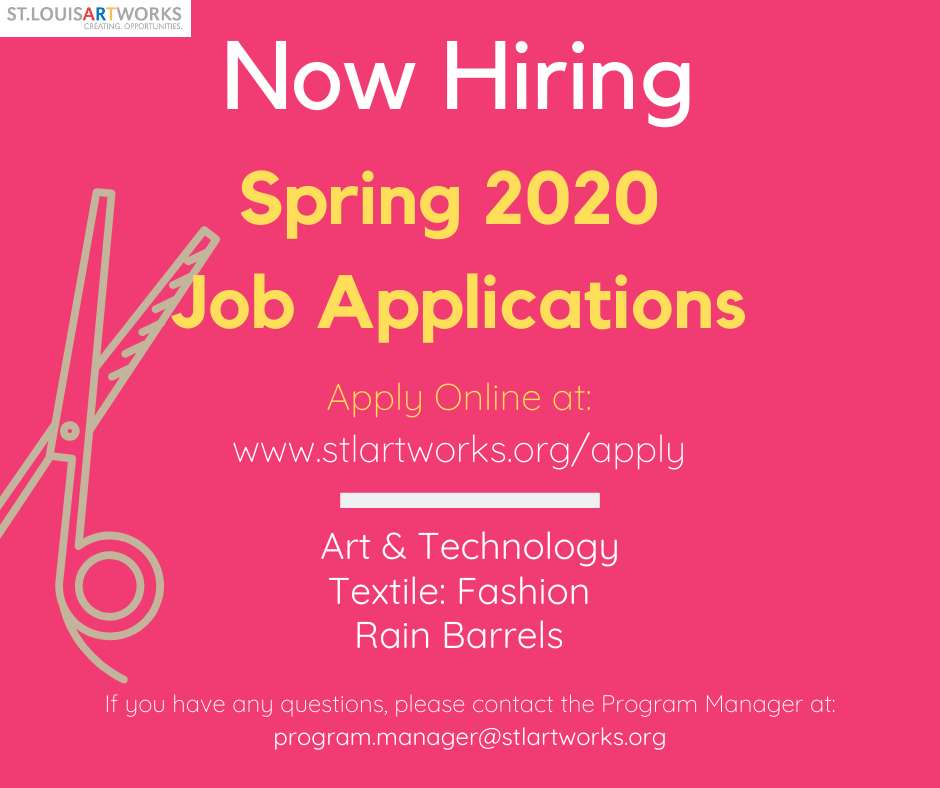 ST.LOUISARTWORKS
CREATING. OPPORTUNITIES.
Now Hiring
Spring 2020
Job Applications
Apply Online at:
www.stlartworks.org/apply
Art & Technology
Textile: Fashion
Rain Barrels
If you have any questions, please contact the Program Manager at:
program.manager@stlartworks.org